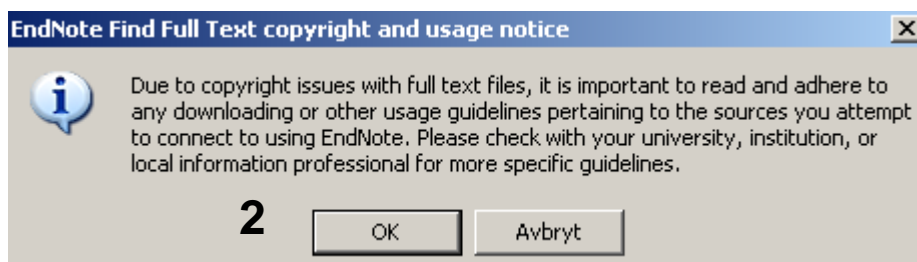 EndNote Find Full Text copyright and usage notice
Due to copyright issues with full text files, it is important to read and adhere to
any downloading or other usage guidelines pertaining to the sources you attempt
to connect to using EndNote. Please check with your university, institution, or
local information professional for more specific guidelines.
2 OK Avbryt